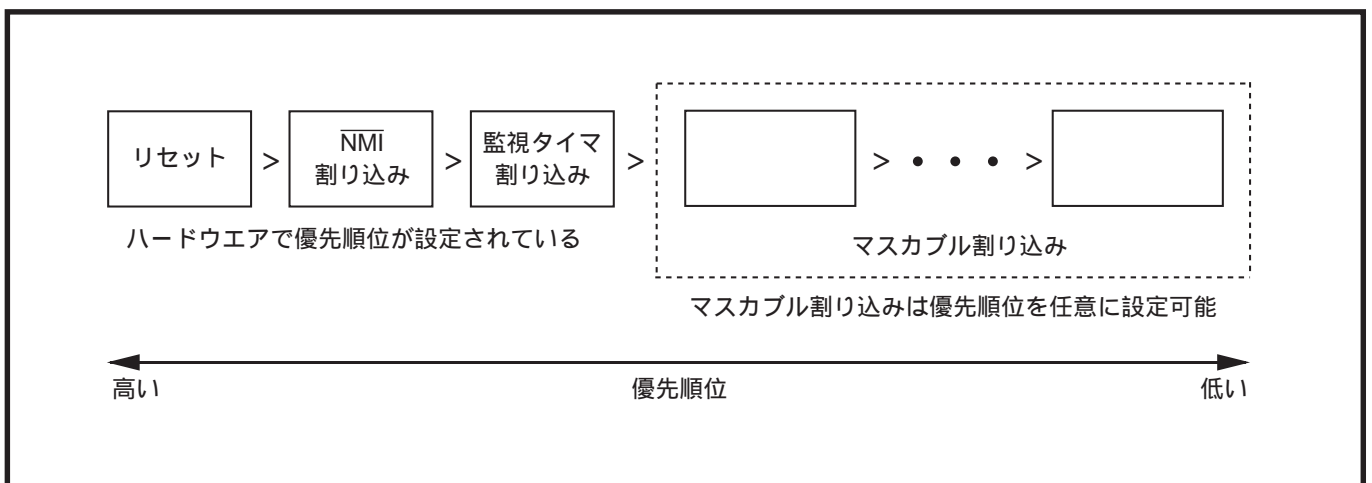 リセット > NMI 割り込み > 監視タイマ 割り込み > > ・・・ >
ハードウエアで優先順位が設定されている
マスカブル割り込み
マスカブル割り込みは優先順位を任意に設定可能
高い 優先順位 低い